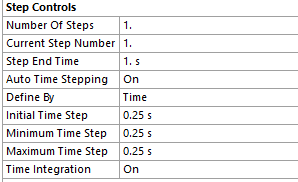 Step Controls
Number Of Steps 1.
Current Step Number 1.
Step End Time 1. s
Auto Time Stepping On
Define By Time
Initial Time Step 0.25 s
Minimum Time Step 0.25 s
Maximum Time Step 0.25 s
Time Integration On